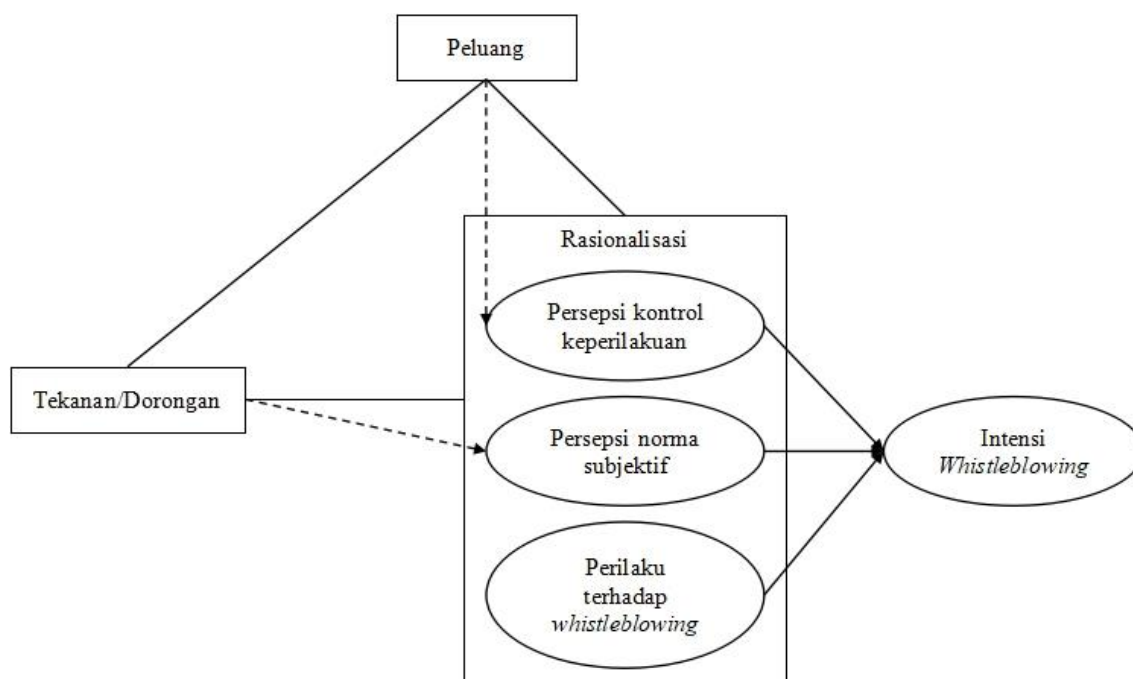 Peluang
Rasionalisasi
Persepsi kontrol
keperilakuan
Tekanan/Dorongan
Persepsi norma
subjektif
Intensi
Whistleblowing
Perilaku
terhadap
whistleblowing